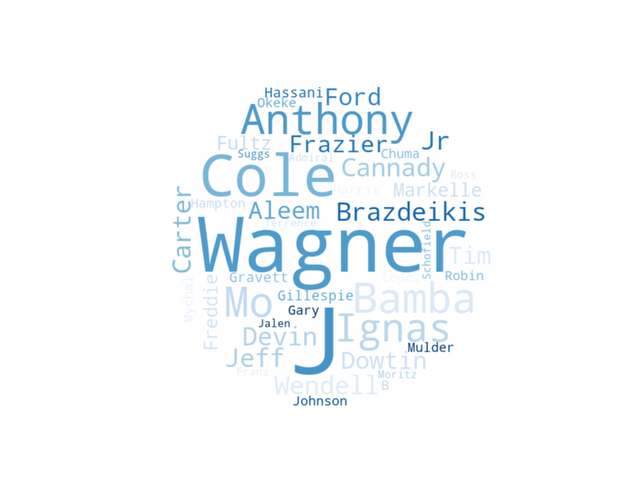 Hassani Ford
Okeke
Anthony
Fultz Frazier Jr
Suggs Admiral Chuma
Cole Cannady Ross
Harris Markelle
Carter Hampton Aleem Brazdeikis
Terrence
Wagner Schofield Tim
Gravett Lopez Robin
Mychal Freddie Mo Gillespie Bamba
Gary
J Ignas
Jalen
Devin Mulder
Jeff Dowtin
Franz Moritz
Wendell B
Johnson